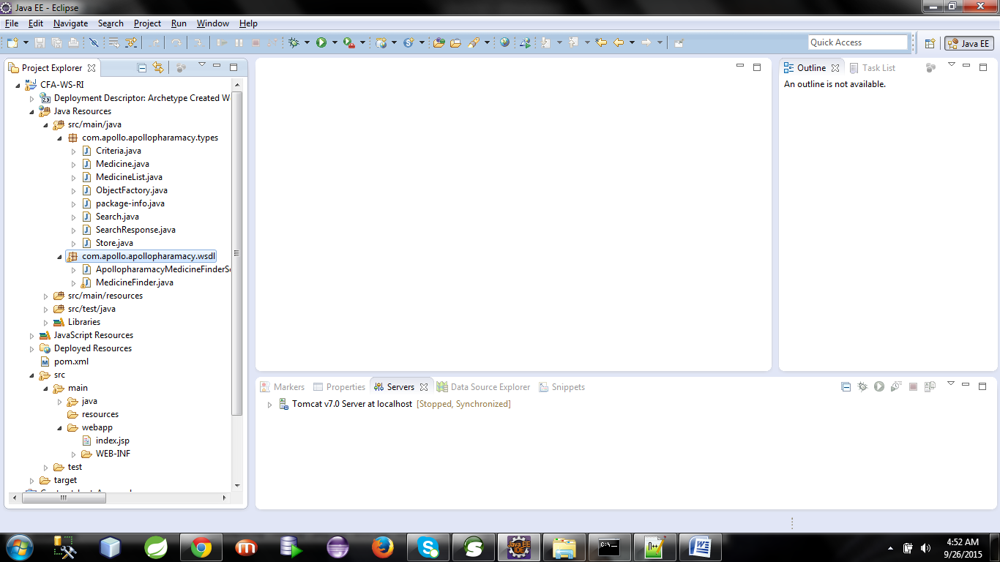 Java EE - Eclipse
File Edit Navigate Search Project Run Window Help
Quick Access
Java EE
Project Explorer
CFA-WS-RI
Deployment Descriptor: Archetype Created W
Java Resources
src/main/java
com.apollo.apollopharamacy.types
Criteria.java
Medicine.java
MedicineList.java
ObjectFactory.java
package-info.java
Search.java
SearchResponse.java
Store.java
com.apollo.apollopharamacy.wsdl
ApollopharamacyMedicineFinderSe
MedicineFinder.java
src/main/resources
src/test/java
Libraries
JavaScript Resources
Deployed Resources
pom.xml
src
main
java
resources
webapp
index.jsp
WEB-INF
test
target
Outline Task List
An outline is not available.
Markers Properties Servers Data Source Explorer Snippets
Tomcat v7.0 Server at localhost [Stopped, Synchronized]
4:52 AM
9/26/2015